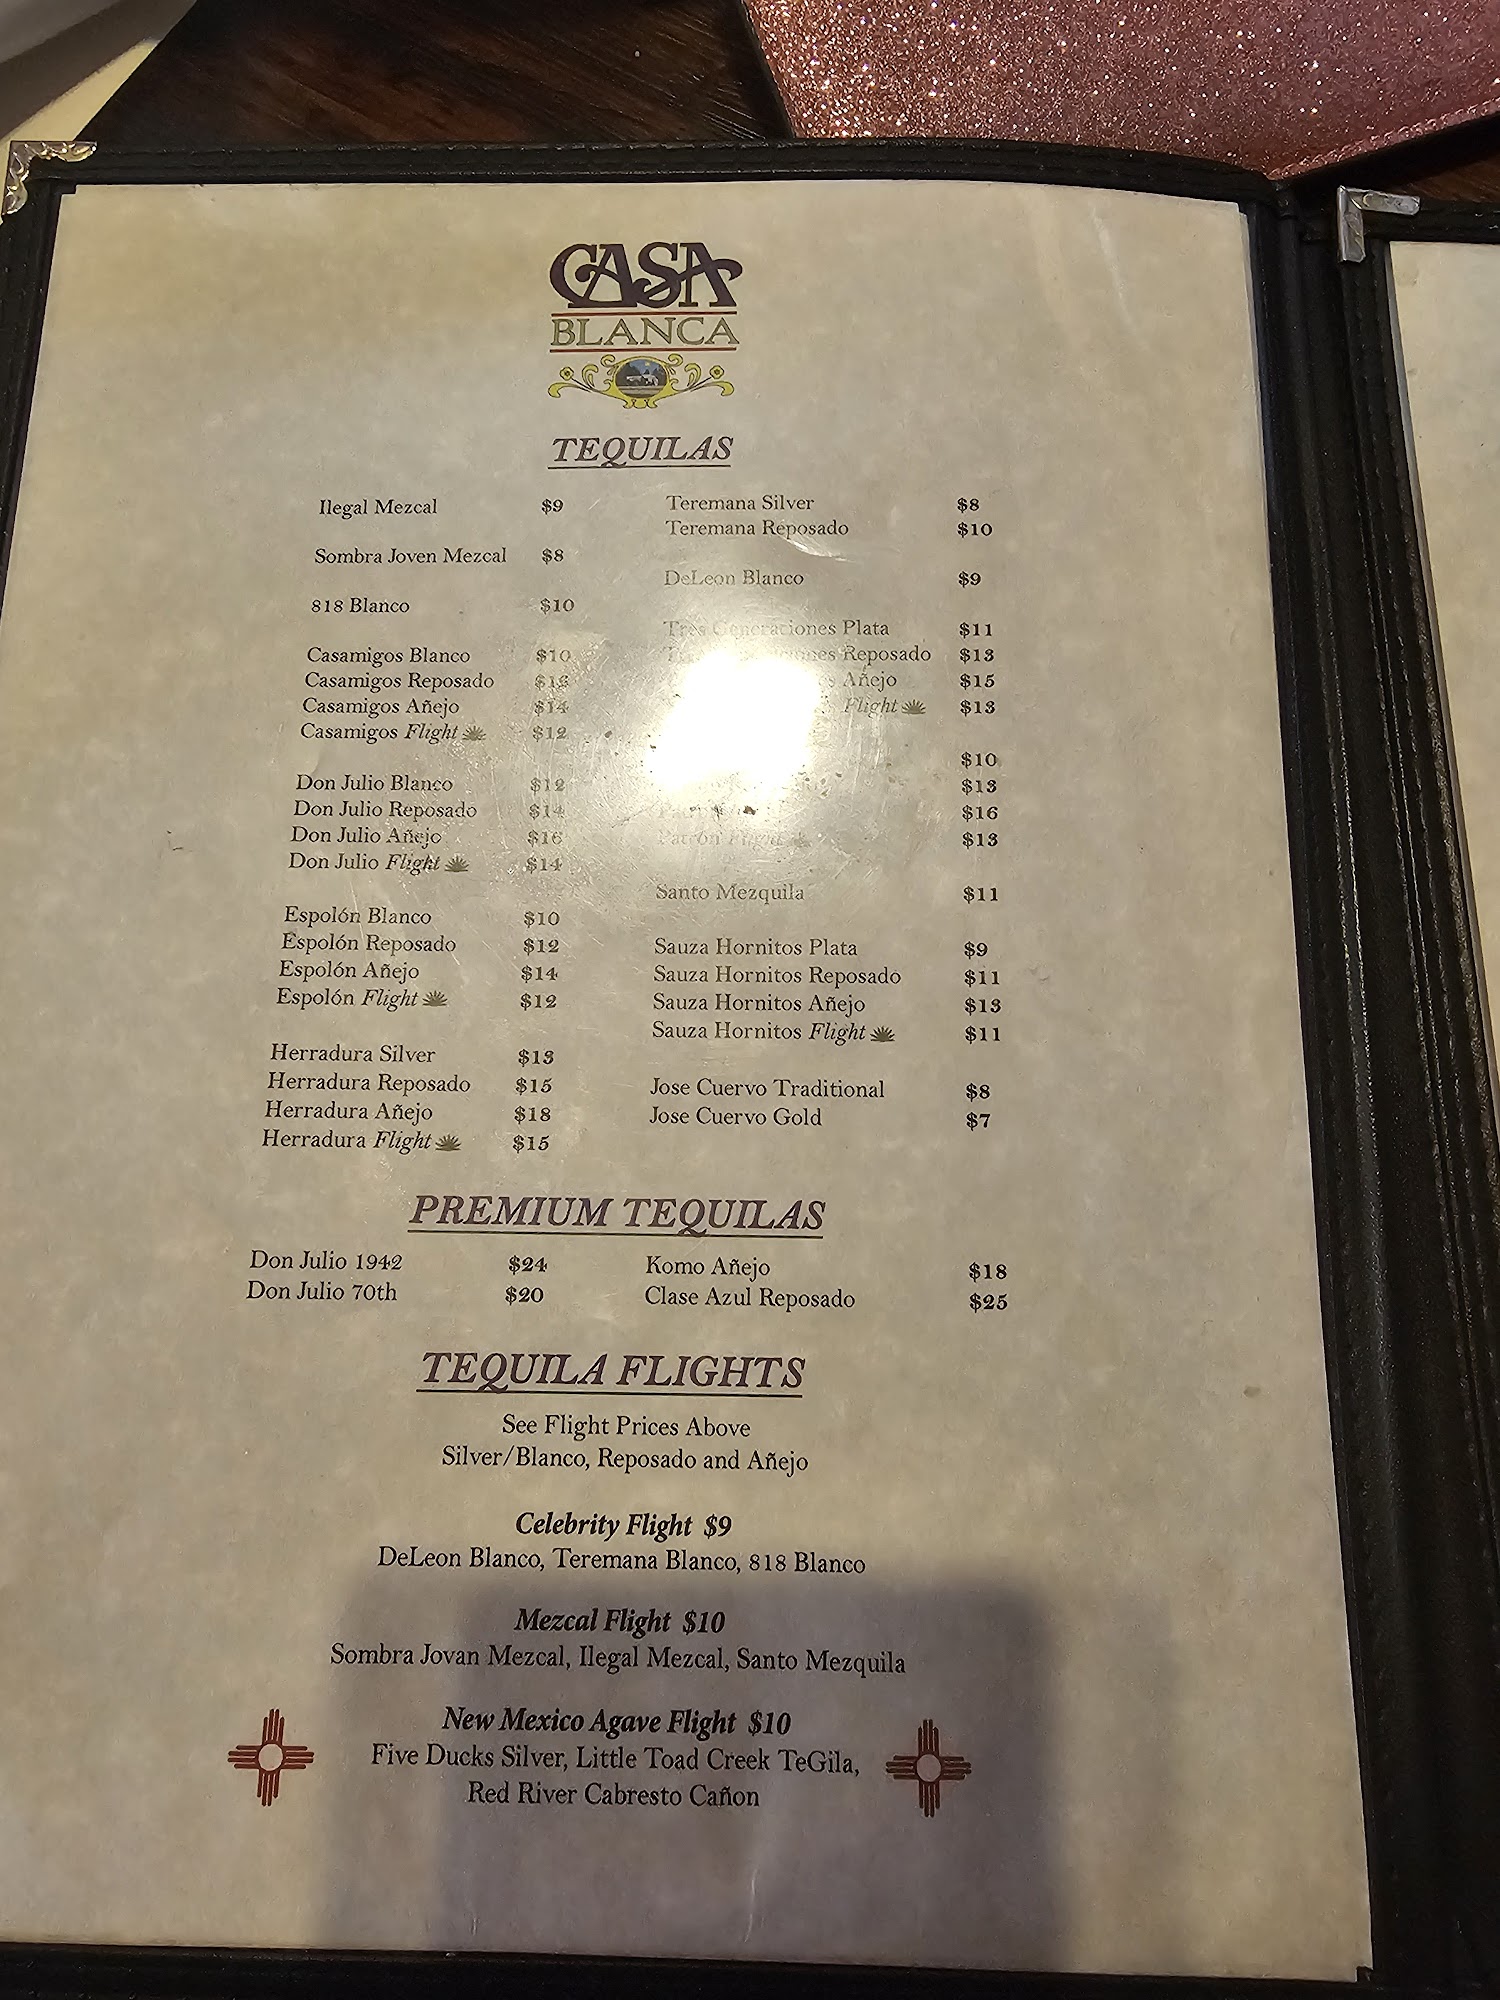 CASA
BLANCA
TEQUILAS
Ilegal Mezcal $9
Sombra Joven Mezcal $8
818 Blanco $10
Casamigos Blanco $10
Casamigos Reposado $12
Casamigos Añejo $14
Casamigos Flight $12
Don Julio Blanco $12
Don Julio Reposado $14
Don Julio Añejo $16
Don Julio Flight $14
Espolón Blanco $10
Espolón Reposado $12
Espolón Añejo $14
Espolón Flight $12
Herradura Silver $13
Herradura Reposado $15
Herradura Añejo $18
Herradura Flight $15
Teremana Silver $8
Teremana Reposado $10
DeLeon Blanco $9
Tres Generaciones Plata $11
Reposado $13
Añejo $15
Flight $13
$10
$13
$16
Patrón Flight $13
Santo Mezquila $11
Sauza Hornitos Plata $9
Sauza Hornitos Reposado $11
Sauza Hornitos Añejo $13
Sauza Hornitos Flight $11
Jose Cuervo Traditional $8
Jose Cuervo Gold $7
PREMIUM TEQUILAS
Don Julio 1942 $24
Don Julio 70th $20
Komo Añejo $18
Clase Azul Reposado $25
TEQUILA FLIGHTS
See Flight Prices Above
Silver/Blanco, Reposado and Añejo
Celebrity Flight $9
DeLeon Blanco, Teremana Blanco, 818 Blanco
Mezcal Flight $10
Sombra Jovan Mezcal, Ilegal Mezcal, Santo Mezquila
New Mexico Agave Flight $10
Five Ducks Silver, Little Toad Creek TeGila,
Red River Cabresto Cañon